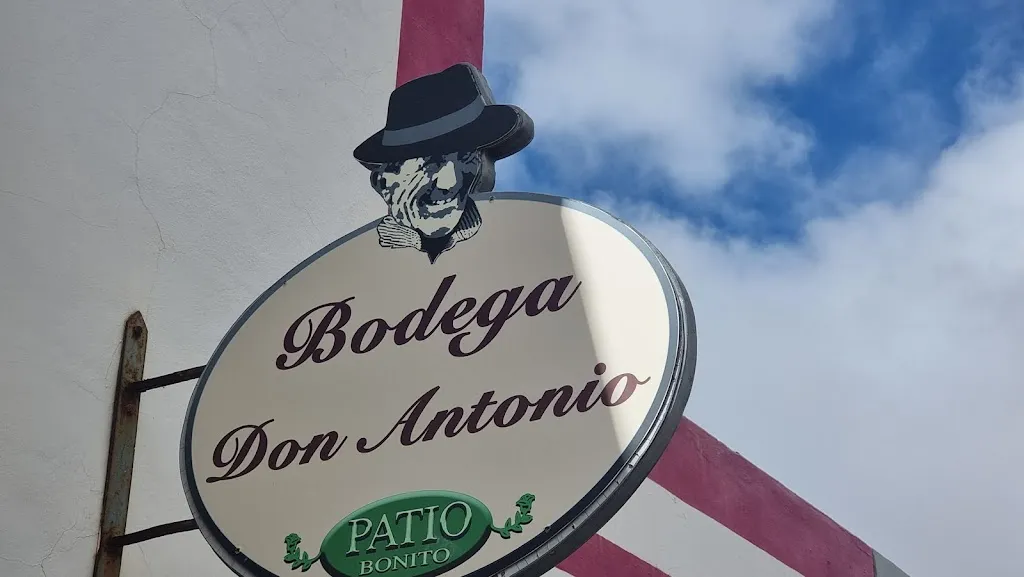 Bodega
Don Antonio
PATIO
BONITO